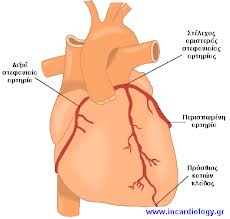 Στέλεχος
αριστερής
στεφανιαίας
αρτηρίας
Δεξιά
στεφανιαία
αρτηρία
Περισπωμένη
αρτηρία
Πρόσθιος
κατιών
κλάδος
www.incardiology.gr